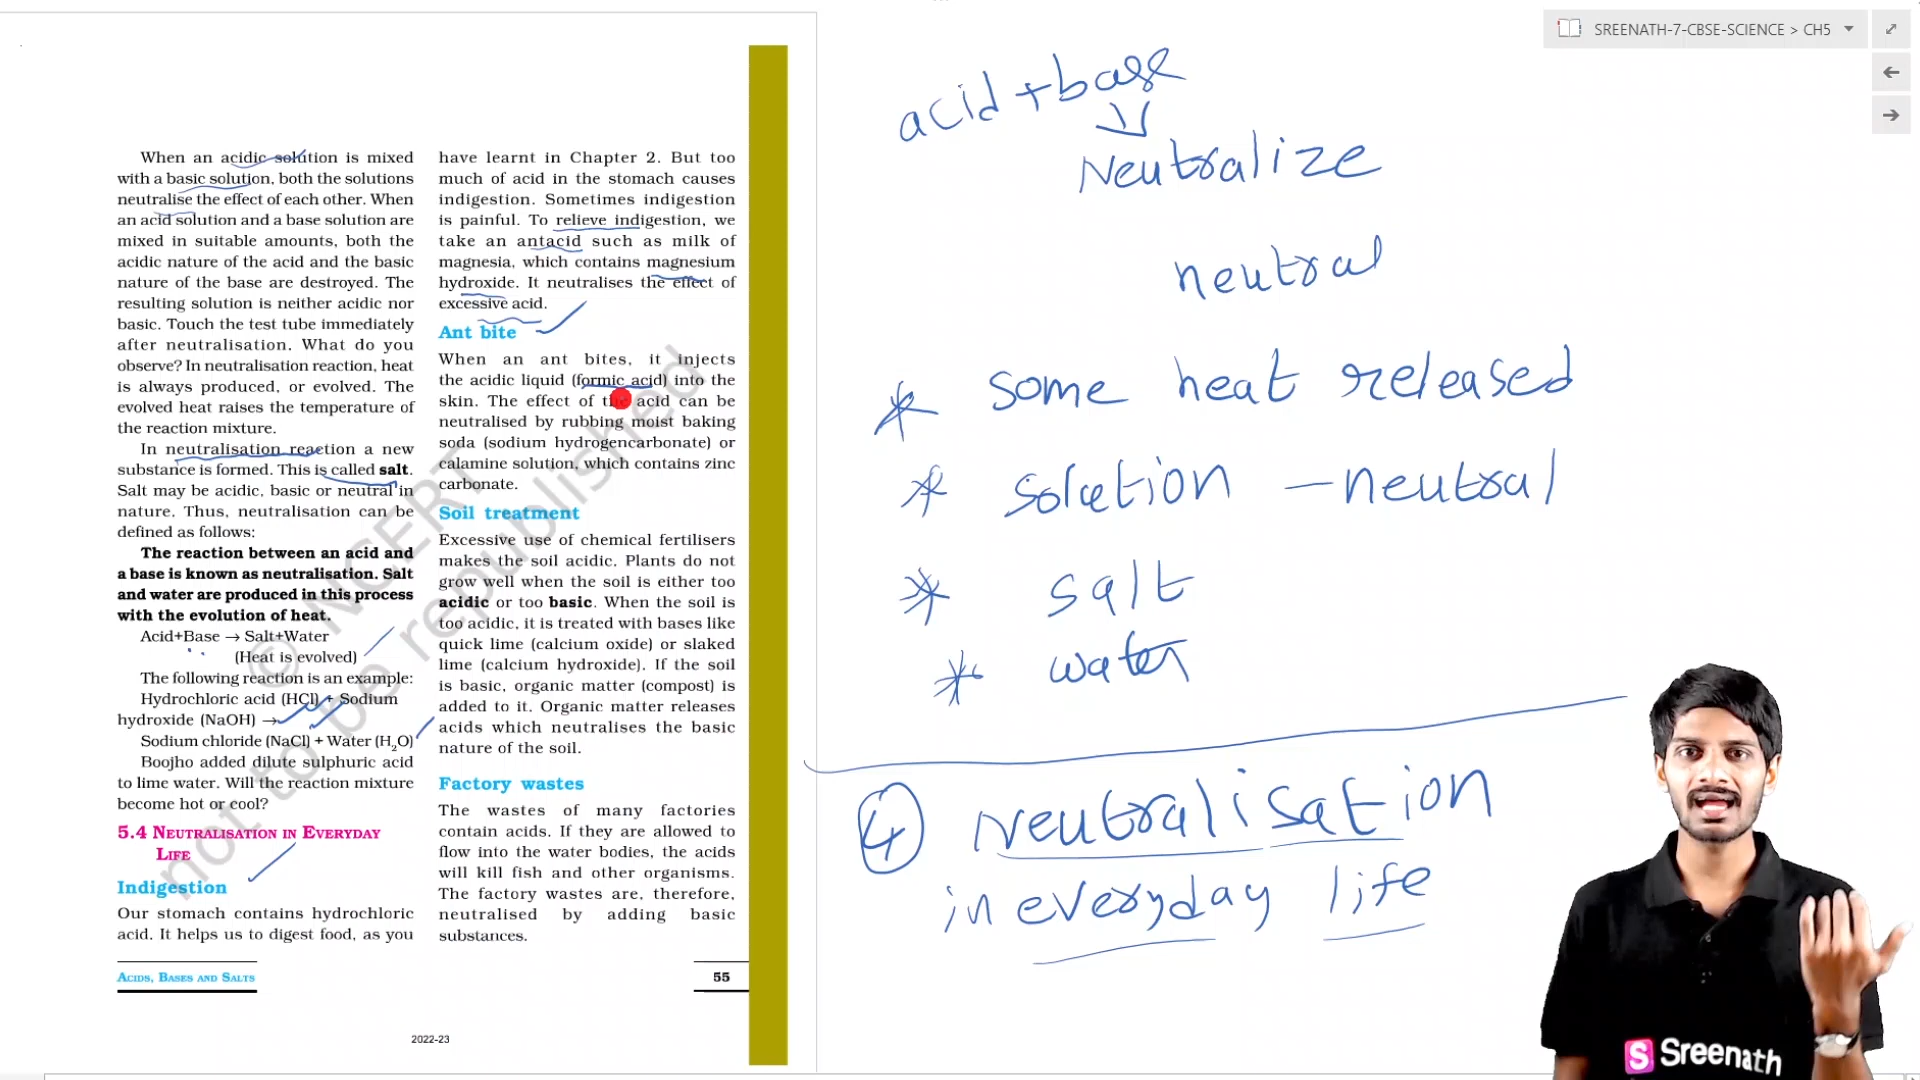 SREENATH-7-CBSE-SCIENCE > CH5
When an acidic solution is mixed
with a basic solution, both the solutions
neutralise the effect of each other. When
an acid solution and a base solution are
mixed in suitable amounts, both the
acidic nature of the acid and the basic
nature of the base are destroyed. The
resulting solution is neither acidic nor
basic. Touch the test tube immediately
after neutralisation. What do you
observe? In neutralisation reaction, heat
is always produced, or evolved. The
evolved heat raises the temperature of
the reaction mixture.
In neutralisation reaction a new
substance is formed. This is called salt.
Salt may be acidic, basic or neutral in
nature. Thus, neutralisation can be
defined as follows:
The reaction between an acid and
a base is known as neutralisation. Salt
and water are produced in this process
with the evolution of heat.
Acid+Base → Salt+Water
(Heat is evolved)
The following reaction is an example:
Hydrochloric acid (HCl) + Sodium
hydroxide (NaOH) →
Sodium chloride (NaCl) + Water (H₂O)
Boojho added dilute sulphuric acid
to lime water. Will the reaction mixture
become hot or cool?
5.4 NEUTRALISATION IN EVERYDAY
LIFE
Indigestion
Our stomach contains hydrochloric
acid. It helps us to digest food, as you
have learnt in Chapter 2. But too
much of acid in the stomach causes
indigestion. Sometimes indigestion
is painful. To relieve indigestion, we
take an antacid such as milk of
magnesia, which contains magnesium
hydroxide. It neutralises the effect of
excessive acid.
Ant bite
When an ant bites, it injects
the acidic liquid (formic acid) into the
skin. The effect of the acid can be
neutralised by rubbing moist baking
soda (sodium hydrogencarbonate) or
calamine solution, which contains zinc
carbonate.
Soil treatment
Excessive use of chemical fertilisers
makes the soil acidic. Plants do not
grow well when the soil is either too
acidic or too basic. When the soil is
too acidic, it is treated with bases like
quick lime (calcium oxide) or slaked
lime (calcium hydroxide). If the soil
is basic, organic matter (compost) is
added to it. Organic matter releases
acids which neutralises the basic
nature of the soil.
Factory wastes
The wastes of many factories
contain acids. If they are allowed to
flow into the water bodies, the acids
will kill fish and other organisms.
The factory wastes are, therefore,
neutralised by adding basic
substances.
ACIDS, BASES AND SALTS
55
2022-23
© NCERT
not to be republished
acid + base
Neutralize
neutral
* some heat released
* solution - neutral
* salt
* water
4 Neutralisation
in everyday life
S Sreenath